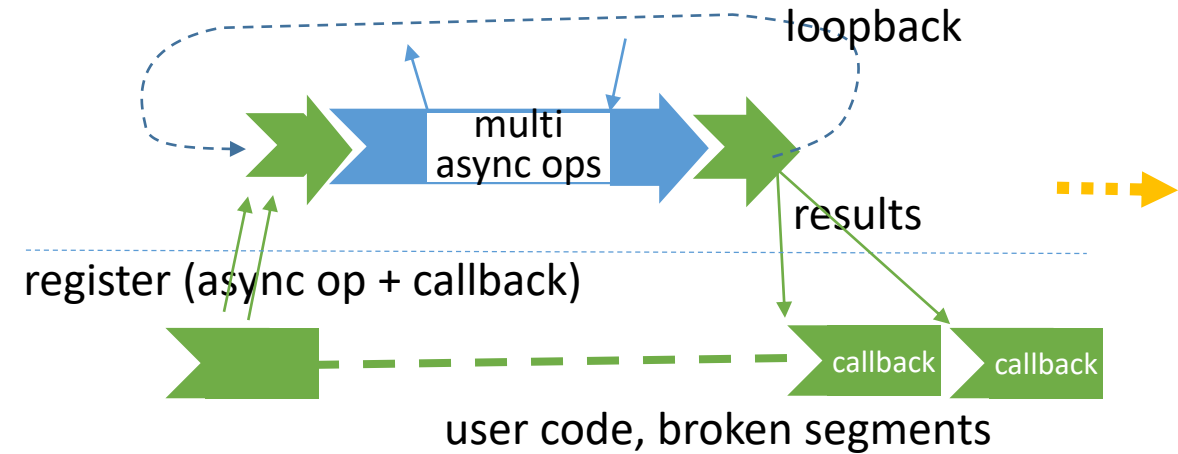 loopback
multi
async ops
results
register (async op + callback)
callback
callback
user code, broken segments